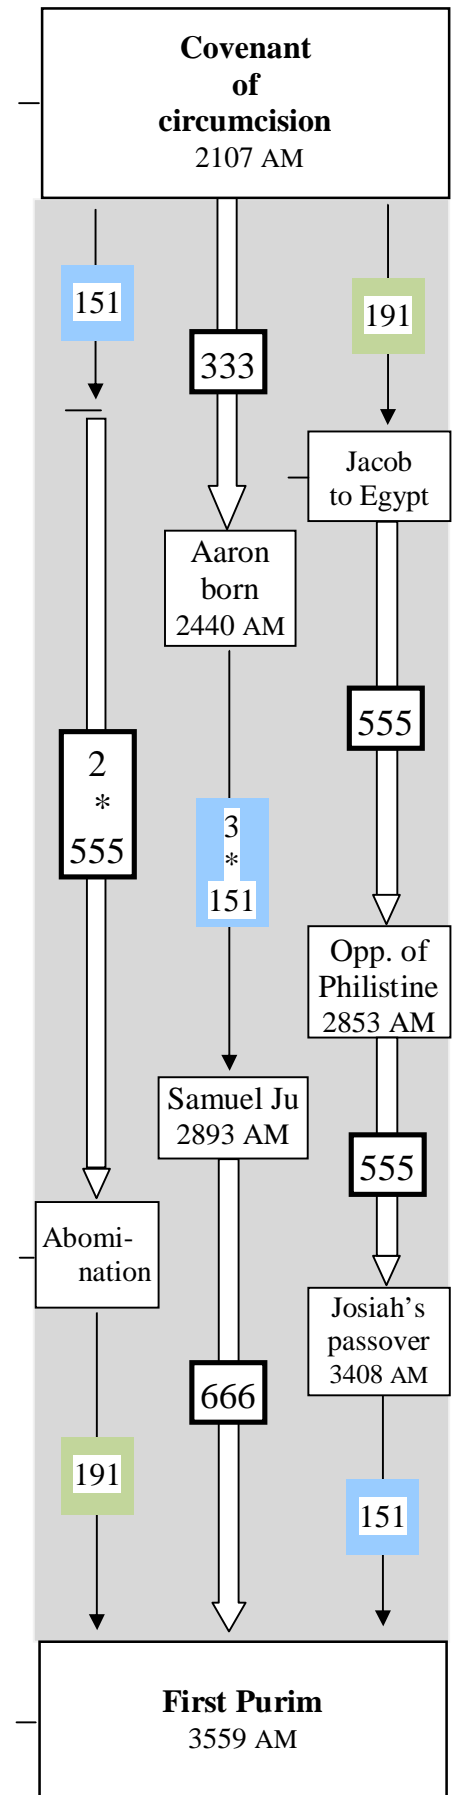 Covenant
of
circumcision
2107 AM
151
333
191
Jacob
to Egypt
Aaron
born
2440 AM
555
2
*
555
3
*
151
Opp. of
Philistine
2853 AM
Samuel Ju
2893 AM
555
Abomi-
nation
Josiah's
passover
3408 AM
666
191
151
First Purim
3559 AM